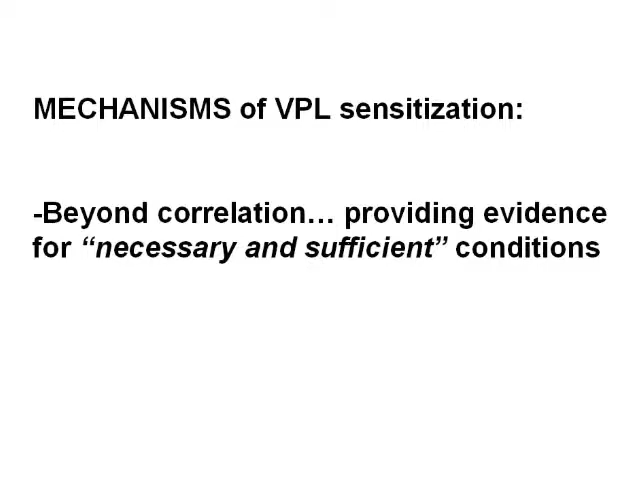 MECHANISMS of VPL sensitization:
-Beyond correlation… providing evidence
for “necessary and sufficient” conditions